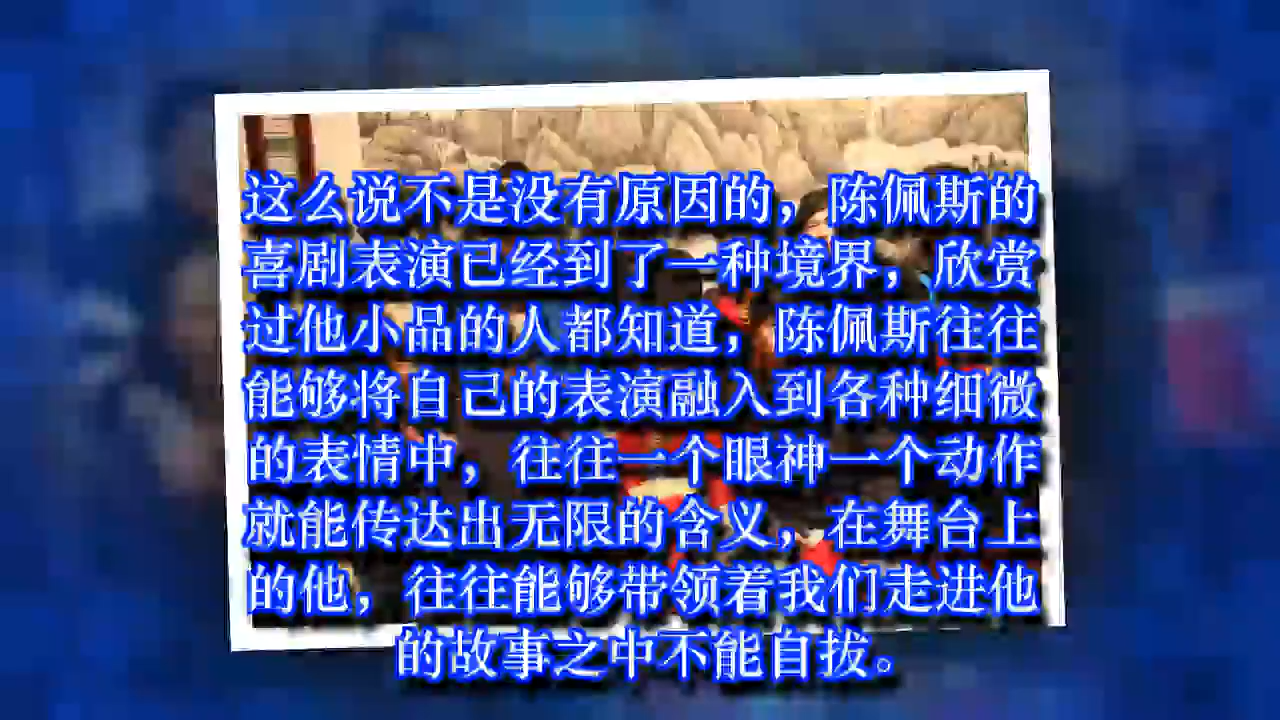 这么说不是没有原因的，陈佩斯的
喜剧表演已经到了一种境界，欣赏
过他小品的人都知道，陈佩斯往往
能够将自己的表演融入到各种细微
的表情中，往往一个眼神一个动作
就能传达出无限的含义，在舞台上
的他，往往能够带领着我们走进他
的故事之中不能自拔。